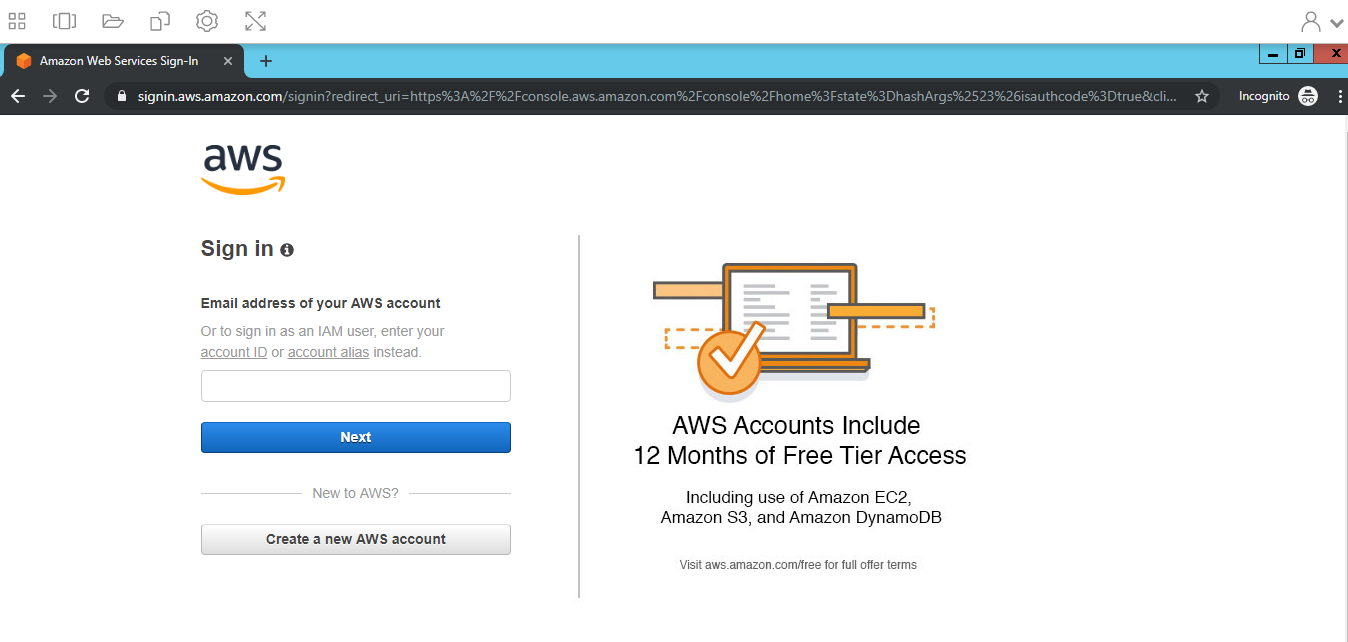 Amazon Web Services Sign-In
signin.aws.amazon.com/signin?redirect_uri=https%3A%2F%2Fconsole.aws.amazon.com%2Fconsole%2Fhome%3Fstate%3DhashArgs%2523%26isauthcode%3Dtrue&cli...
Incognito
aws
Sign in
Email address of your AWS account
Or to sign in as an IAM user, enter your
account ID or account alias instead.
Next
New to AWS?
Create a new AWS account
AWS Accounts Include
12 Months of Free Tier Access
Including use of Amazon EC2,
Amazon S3, and Amazon DynamoDB
Visit aws.amazon.com/free for full offer terms